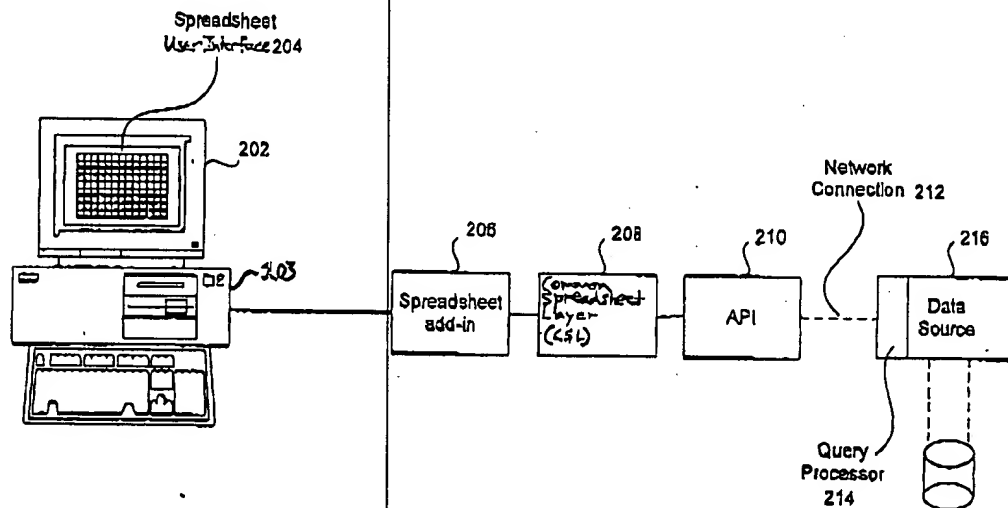 Spreadsheet
User Interface 204
202
203
206
Spreadsheet
add-in
208
Common
Spreadsheet
Layer
(CSL)
210
API
Network
Connection 212
216
Data
Source
Query
Processor
214